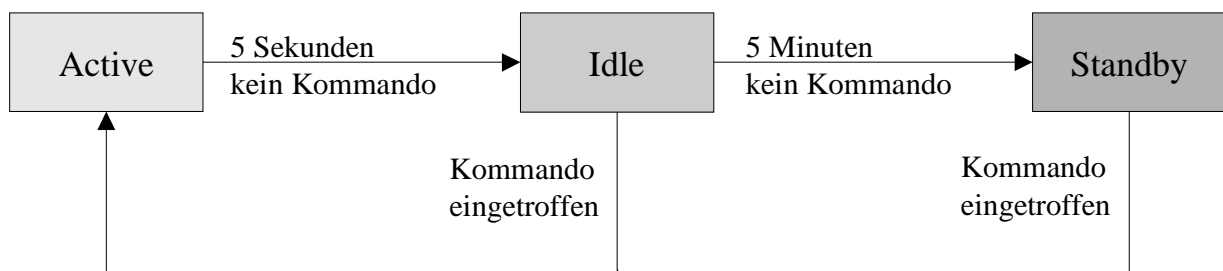 Active
5 Sekunden
kein Kommando
Idle
5 Minuten
kein Kommando
Standby
Kommando
eingetroffen
Kommando
eingetroffen